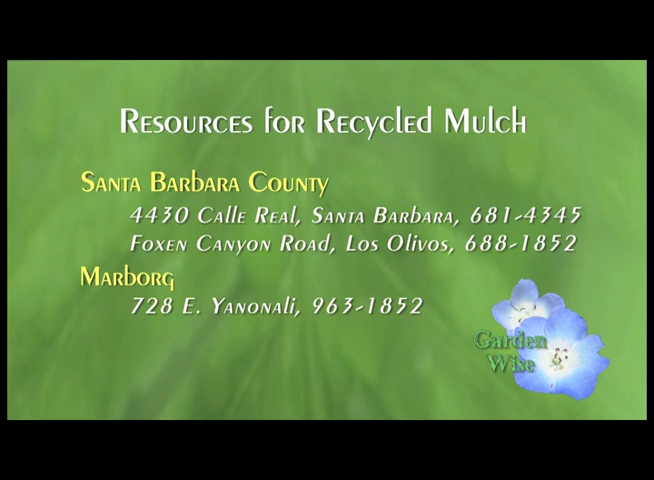 Resources for Recycled Mulch
Santa Barbara County
4430 Calle Real, Santa Barbara, 681-4345
Foxen Canyon Road, Los Olivos, 688-1852
Marborg
728 E. Yanonali, 963-1852
Garden
Wise